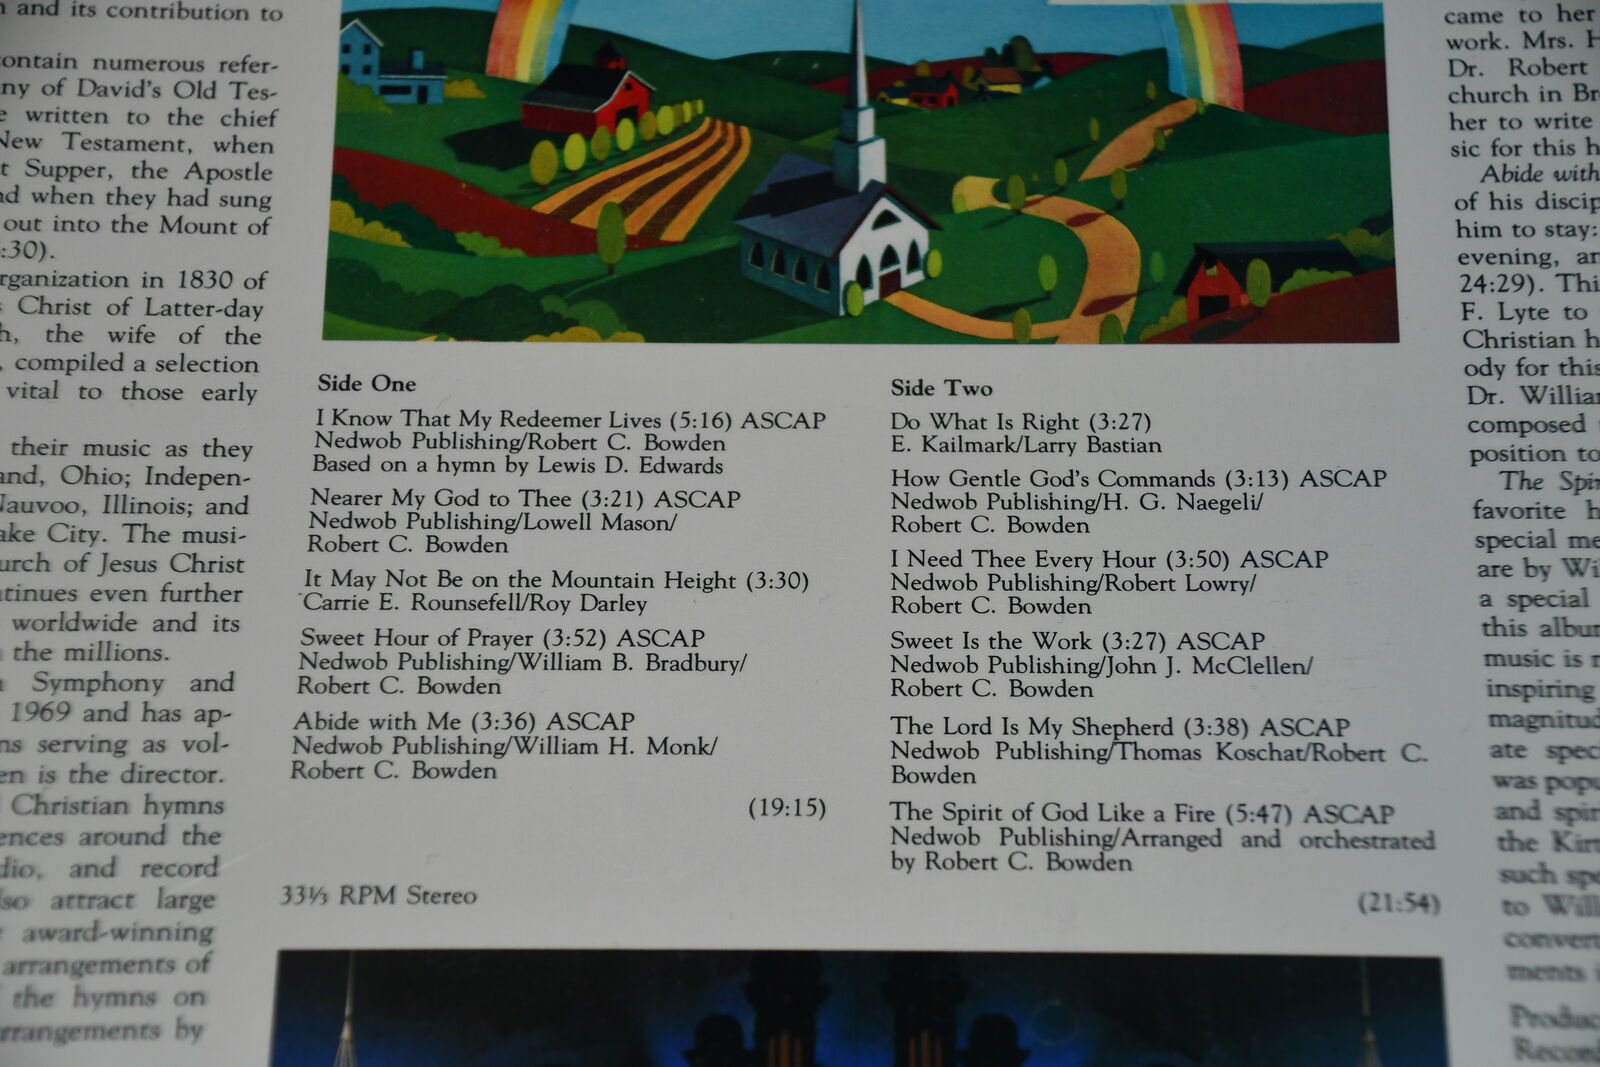 and its contribution to
contain numerous refer-
ny of David's Old Tes-
written to the chief
New Testament, when
t Supper, the Apostle
nd when they had sung
out into the Mount of
:30).
rganization in 1830 of
Christ of Latter-day
h, the wife of the
, compiled a selection
vital to those early
their music as they
and, Ohio; Indepen-
Nauvoo, Illinois; and
ake City. The musi-
urch of Jesus Christ
ntinues even further
worldwide and its
the millions.
Symphony and
1969 and has ap-
ns serving as vol-
en is the director.
Christian hymns
ences around the
dio, and record
lso attract large
award-winning
arrangements of
the hymns on
rrangements by
Side One
I Know That My Redeemer Lives (5:16) ASCAP
Nedwob Publishing/Robert C. Bowden
Based on a hymn by Lewis D. Edwards
Nearer My God to Thee (3:21) ASCAP
Nedwob Publishing/Lowell Mason/
Robert C. Bowden
It May Not Be on the Mountain Height (3:30)
Carrie E. Rounsefell/Roy Darley
Sweet Hour of Prayer (3:52) ASCAP
Nedwob Publishing/William B. Bradbury/
Robert C. Bowden
Abide with Me (3:36) ASCAP
Nedwob Publishing/William H. Monk/
Robert C. Bowden
(19:15)
33⅓ RPM Stereo
Side Two
Do What Is Right (3:27)
E. Kailmark/Larry Bastian
How Gentle God's Commands (3:13) ASCAP
Nedwob Publishing/H. G. Naegeli/
Robert C. Bowden
I Need Thee Every Hour (3:50) ASCAP
Nedwob Publishing/Robert Lowry/
Robert C. Bowden
Sweet Is the Work (3:27) ASCAP
Nedwob Publishing/John J. McClellen/
Robert C. Bowden
The Lord Is My Shepherd (3:38) ASCAP
Nedwob Publishing/Thomas Koschat/Robert C.
Bowden
The Spirit of God Like a Fire (5:47) ASCAP
Nedwob Publishing/Arranged and orchestrated
by Robert C. Bowden
(21:54)
came to her
work. Mrs. H
Dr. Robert
church in Br
her to write
sic for this h
Abide with
of his discip
him to stay:
evening, an
24:29). Thi
F. Lyte to
Christian h
ody for this
Dr. Willia
composed
position to
The Spir
favorite h
special me
are by Wi
a special
this albu
music is
inspiring
magnitud
ate spec
was popu
and spir
the Kirt
such spe
to Willi
convert
ments i
Produc
Record